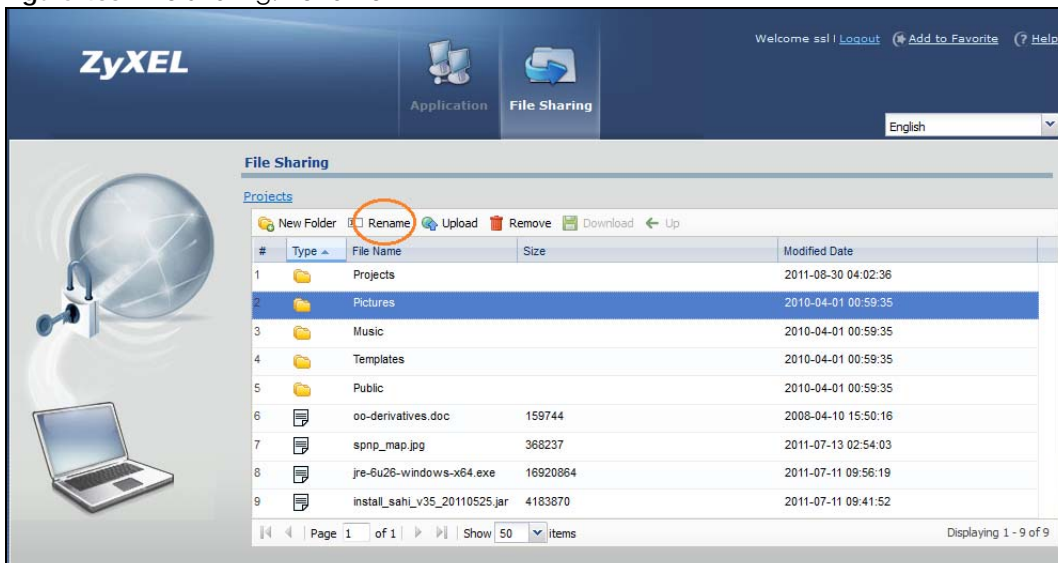 ZyXEL
Welcome ssl | Logout Add to Favorite ? Help
Application File Sharing
English
File Sharing
Projects
New Folder Rename Upload Remove Download Up
# Type File Name Size Modified Date
1 Projects 2011-08-30 04:02:36
2 Pictures 2010-04-01 00:59:35
3 Music 2010-04-01 00:59:35
4 Templates 2010-04-01 00:59:35
5 Public 2010-04-01 00:59:35
6 oo-derivatives.doc 159744 2008-04-10 15:50:16
7 spnp_map.jpg 368237 2011-07-13 02:54:03
8 jre-6u26-windows-x64.exe 16920864 2011-07-11 09:56:19
9 install_sahi_v35_20110525.jar 4183870 2011-07-11 09:41:52
Page 1 of 1 Show 50 items Displaying 1 - 9 of 9